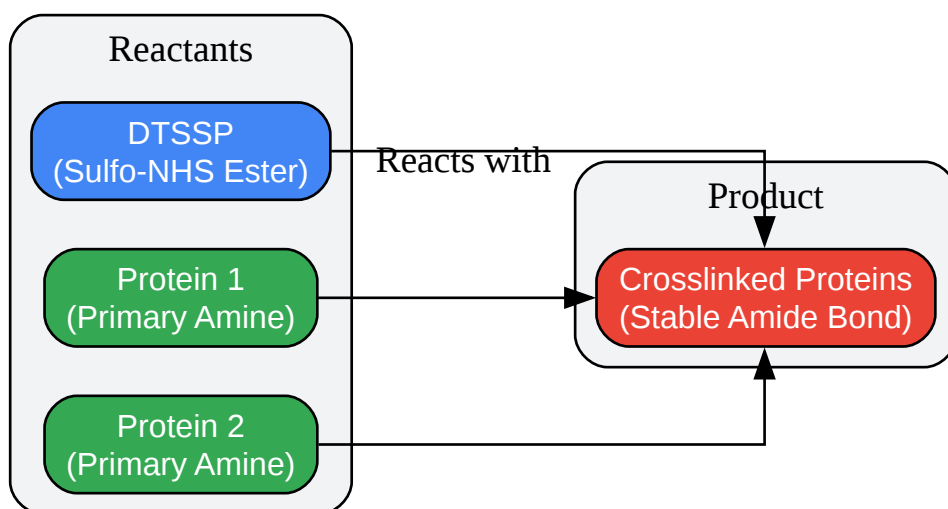 Reactants
DTSSP
(Sulfo-NHS Ester)
Reacts with
Product
Protein 1
(Primary Amine)
Crosslinked Proteins
(Stable Amide Bond)
Protein 2
(Primary Amine)